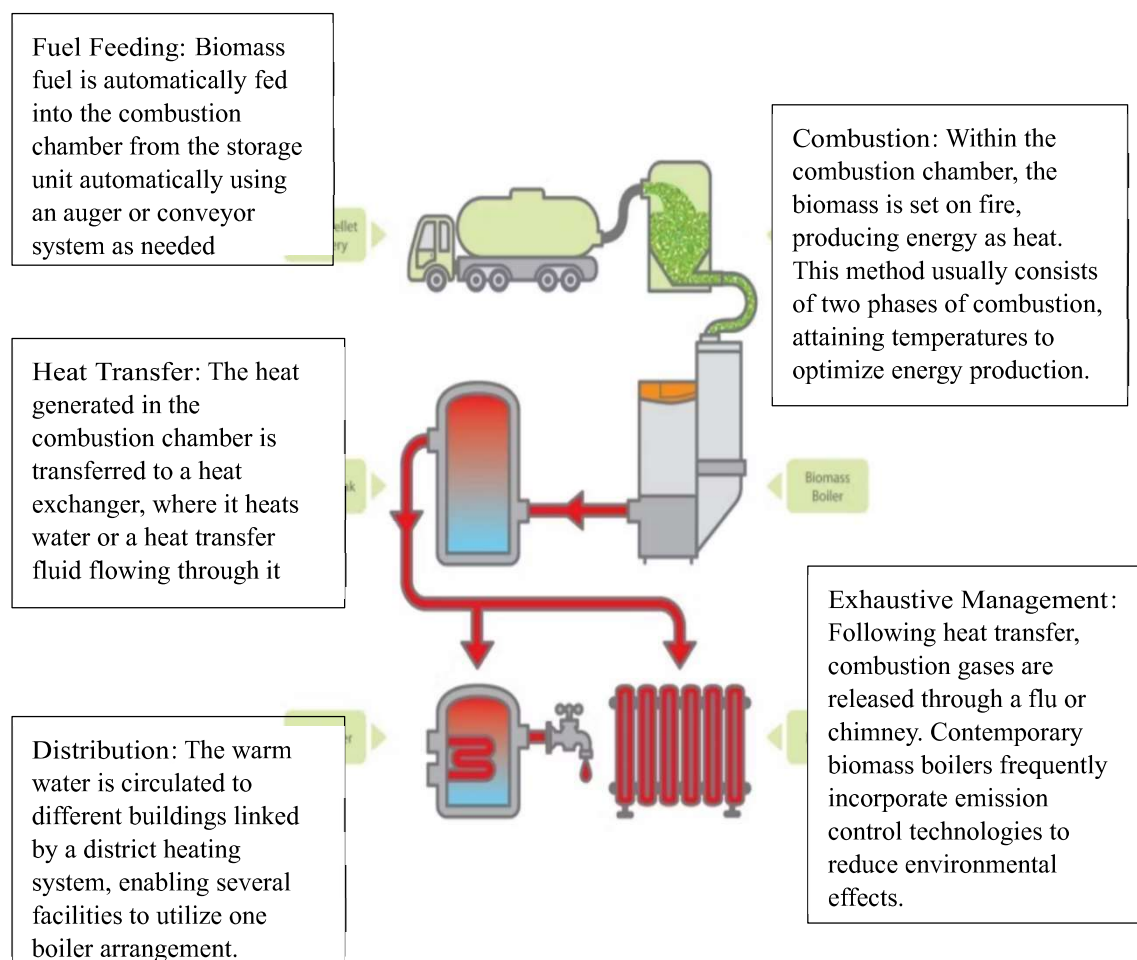 Fuel Feeding: Biomass
fuel is automatically fed
into the combustion
chamber from the storage
unit automatically using
an auger or conveyor
system as needed
Combustion: Within the
combustion chamber, the
biomass is set on fire,
producing energy as heat.
This method usually consists
of two phases of combustion,
attaining temperatures to
optimize energy production.
Heat Transfer: The heat
generated in the
combustion chamber is
transferred to a heat
exchanger, where it heats
water or a heat transfer
fluid flowing through it
Biomass
Boiler
Exhaustive Management:
Following heat transfer,
combustion gases are
released through a flu or
chimney. Contemporary
biomass boilers frequently
incorporate emission
control technologies to
reduce environmental
effects.
Distribution: The warm
water is circulated to
different buildings linked
by a district heating
system, enabling several
facilities to utilize one
boiler arrangement.